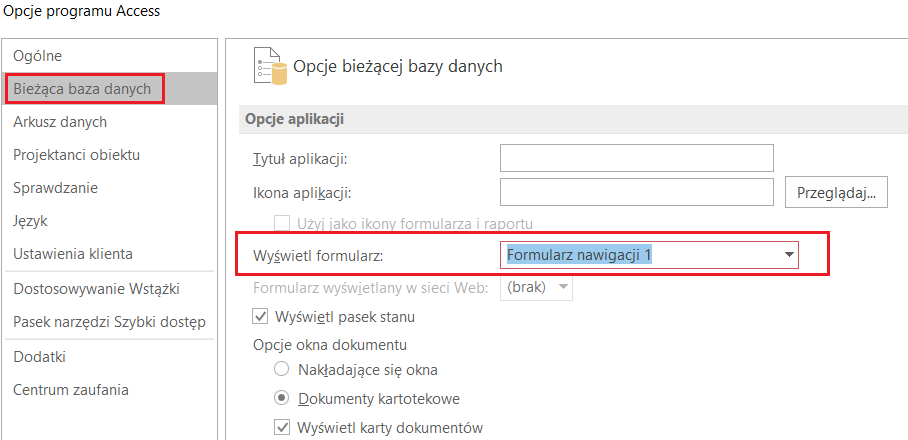 Opcje programu Access
Ogólne
Bieżąca baza danych
Arkusz danych
Projektanci obiektu
Sprawdzanie
Język
Ustawienia klienta
Dostosowywanie Wstążki
Pasek narzędzi Szybki dostęp
Dodatki
Centrum zaufania
Opcje bieżącej bazy danych
Opcje aplikacji
Tytuł aplikacji:
Ikona aplikacji:
Przeglądaj...
Użyj jako ikony formularza i raportu
Wyświetl formularz:
Formularz nawigacji 1
Formularz wyświetlany w sieci Web:
(brak)
Wyświetl pasek stanu
Opcje okna dokumentu
Nakładające się okna
Dokumenty kartotekowe
Wyświetl karty dokumentów